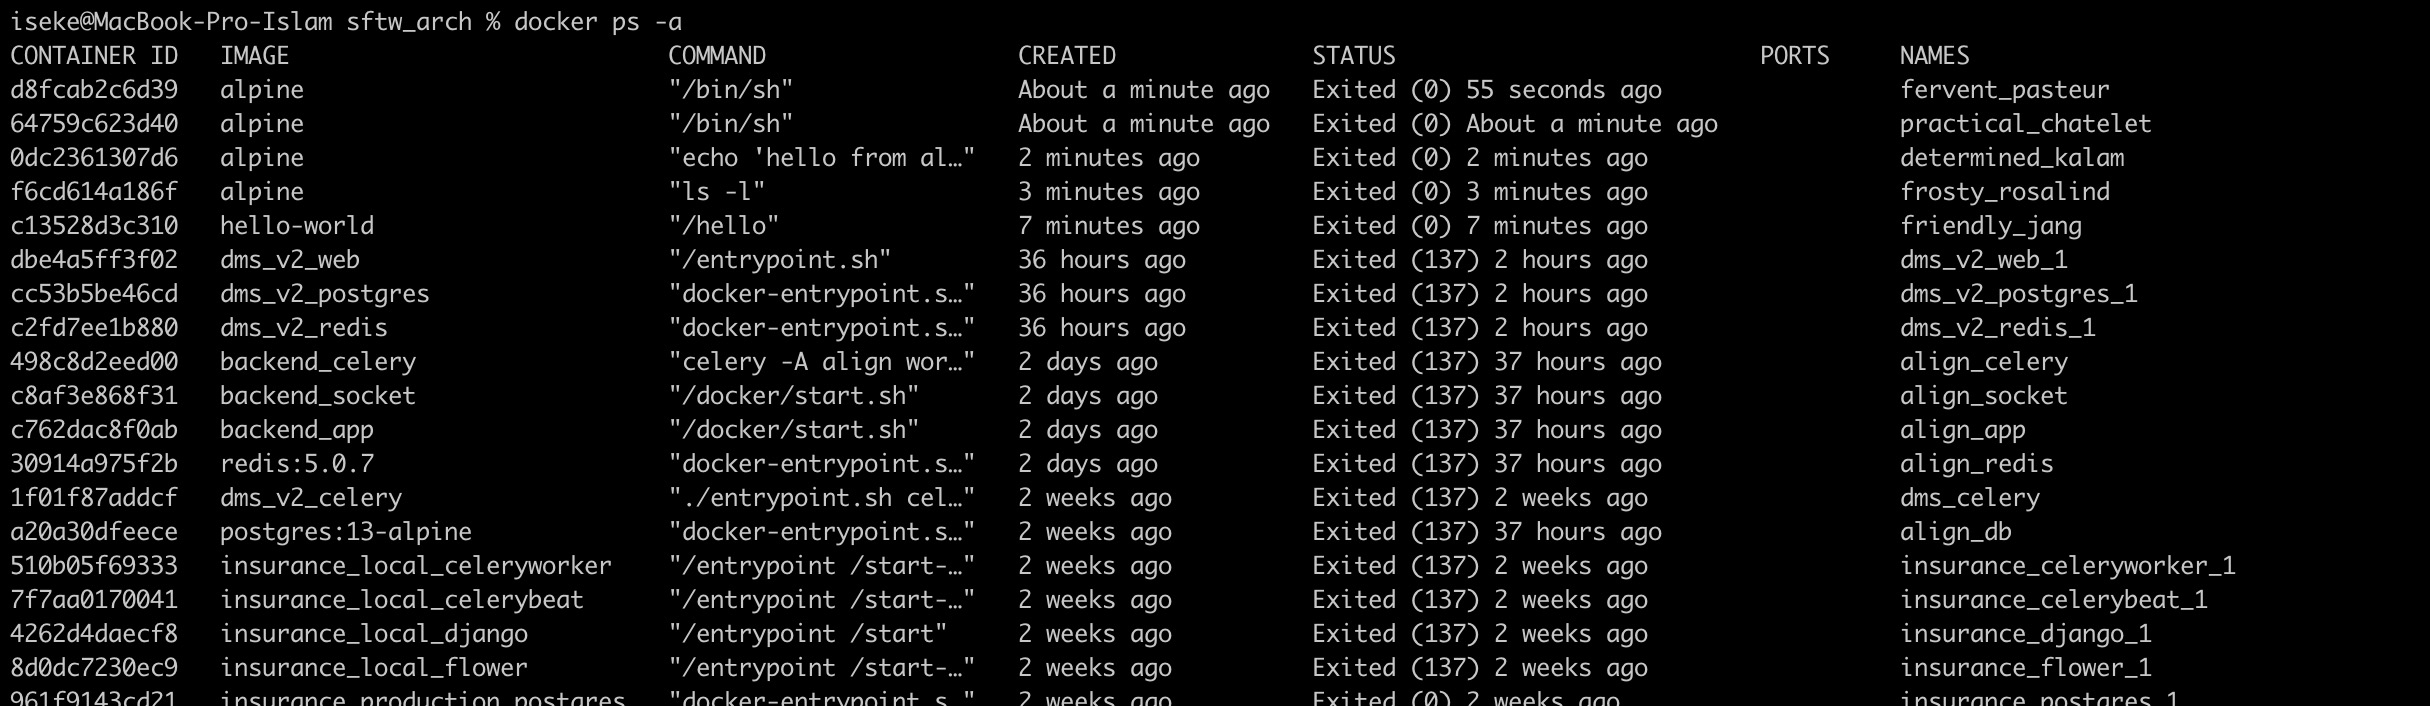 iseke@MacBook-Pro-Islam sftw_arch % docker ps -a
CONTAINER ID   IMAGE                           COMMAND                  CREATED              STATUS                          PORTS     NAMES
d8fcab2c6d39   alpine                          "/bin/sh"                About a minute ago   Exited (0) 55 seconds ago                 fervent_pasteur
64759c623d40   alpine                          "/bin/sh"                About a minute ago   Exited (0) About a minute ago             practical_chatelet
0dc2361307d6   alpine                          "echo 'hello from al…"   2 minutes ago        Exited (0) 2 minutes ago                  determined_kalam
f6cd614a186f   alpine                          "ls -l"                  3 minutes ago        Exited (0) 3 minutes ago                  frosty_rosalind
c13528d3c310   hello-world                     "/hello"                 7 minutes ago        Exited (0) 7 minutes ago                  friendly_jang
dbe4a5ff3f02   dms_v2_web                      "/entrypoint.sh"         36 hours ago         Exited (137) 2 hours ago                  dms_v2_web_1
cc53b5be46cd   dms_v2_postgres                 "docker-entrypoint.s…"   36 hours ago         Exited (137) 2 hours ago                  dms_v2_postgres_1
c2fd7ee1b880   dms_v2_redis                    "docker-entrypoint.s…"   36 hours ago         Exited (137) 2 hours ago                  dms_v2_redis_1
498c8d2eed00   backend_celery                  "celery -A align wor…"   2 days ago           Exited (137) 37 hours ago                 align_celery
c8af3e868f31   backend_socket                  "/docker/start.sh"       2 days ago           Exited (137) 37 hours ago                 align_socket
c762dac8f0ab   backend_app                     "/docker/start.sh"       2 days ago           Exited (137) 37 hours ago                 align_app
30914a975f2b   redis:5.0.7                     "docker-entrypoint.s…"   2 days ago           Exited (137) 37 hours ago                 align_redis
1f01f87addcf   dms_v2_celery                   "./entrypoint.sh cel…"   2 weeks ago          Exited (137) 2 weeks ago                  dms_celery
a20a30dfeece   postgres:13-alpine              "docker-entrypoint.s…"   2 weeks ago          Exited (137) 37 hours ago                 align_db
510b05f69333   insurance_local_celeryworker    "/entrypoint /start-…"   2 weeks ago          Exited (137) 2 weeks ago                  insurance_celeryworker_1
7f7aa0170041   insurance_local_celerybeat      "/entrypoint /start-…"   2 weeks ago          Exited (137) 2 weeks ago                  insurance_celerybeat_1
4262d4daecf8   insurance_local_django          "/entrypoint /start"     2 weeks ago          Exited (137) 2 weeks ago                  insurance_django_1
8d0dc7230ec9   insurance_local_flower          "/entrypoint /start-…"   2 weeks ago          Exited (137) 2 weeks ago                  insurance_flower_1
961f9143cd21   insurance_production_postgres   "docker-entrypoint.s…"   2 weeks ago          Exited (0) 2 weeks ago                    insurance_postgres_1